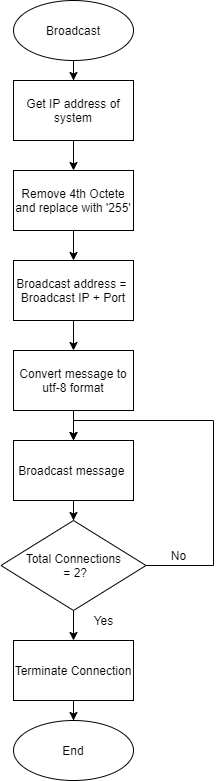 Broadcast
Get IP address of
system
Remove 4th Octete
and replace with '255'
Broadcast address =
Broadcast IP + Port
Convert message to
utf-8 format
Broadcast message
Total Connections
= 2?
No
Yes
Terminate Connection
End